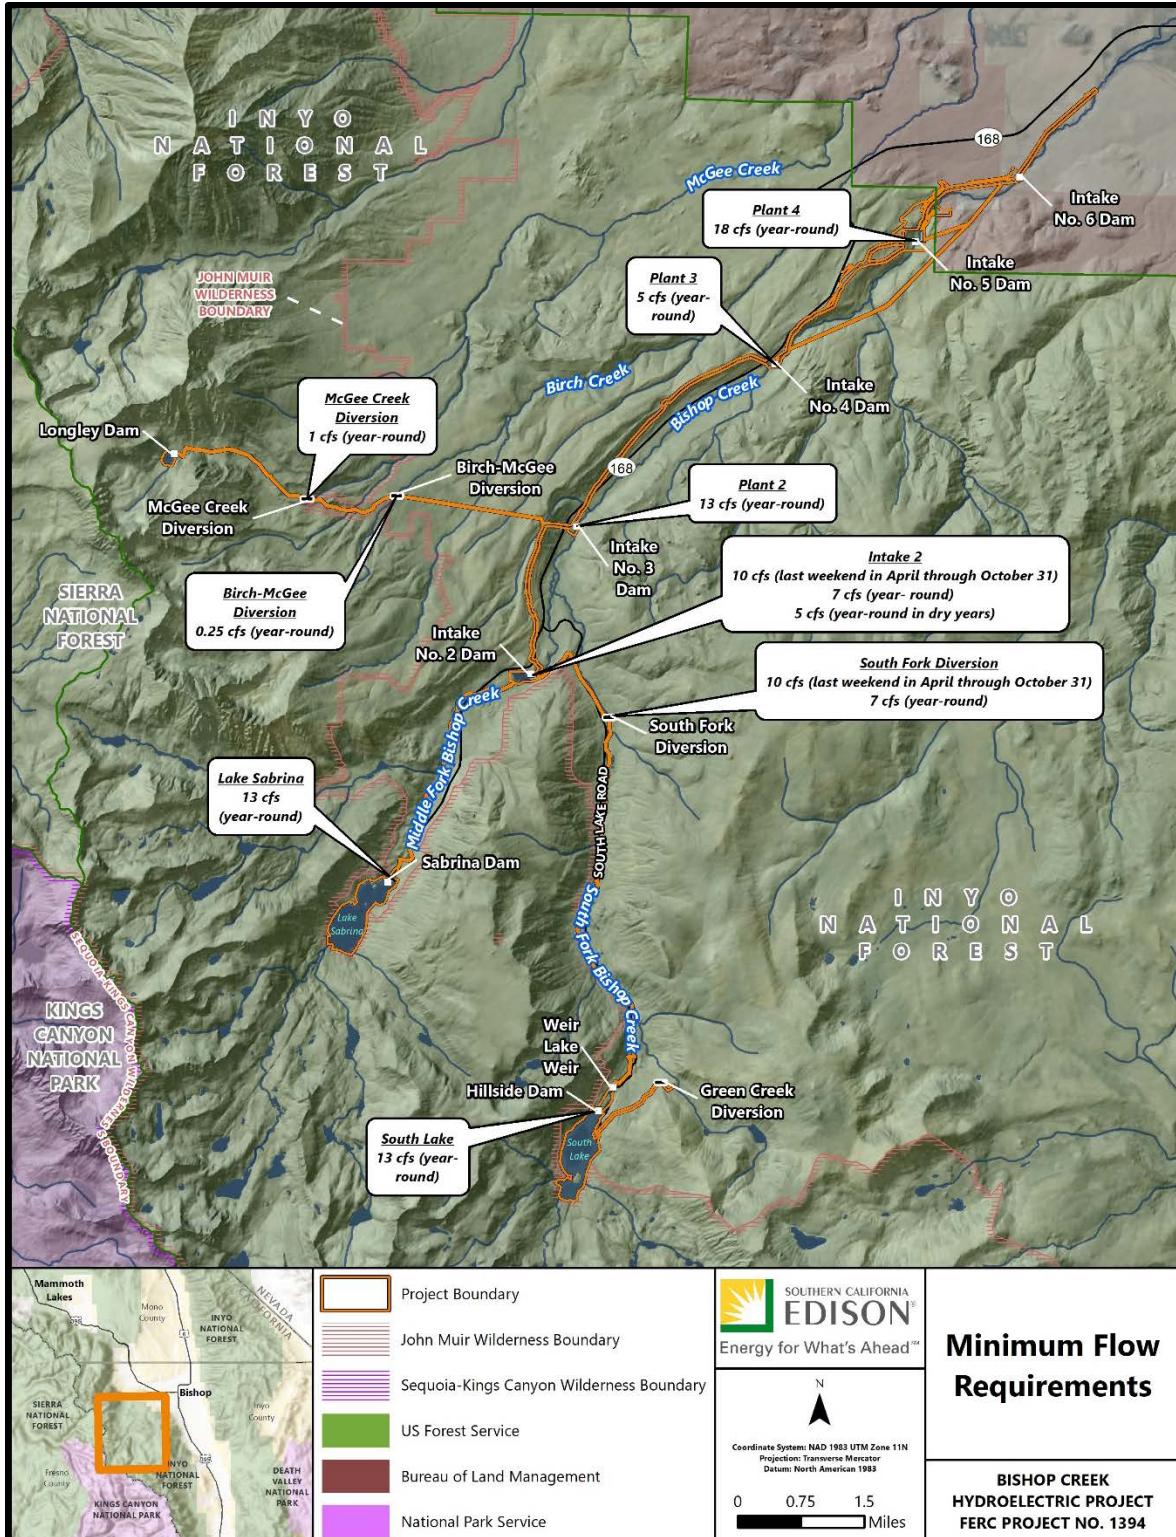 I N Y O
N A T I O N A L
F O R E S T
168
McGee Creek
Intake
No. 6 Dam
Plant 4
18 cfs (year-round)
Intake
No. 5 Dam
JOHN MUIR
WILDERNESS
BOUNDARY
Plant 3
5 cfs (year-
round)
Birch Creek
Bishop Creek
Intake
No. 4 Dam
McGee Creek
Diversion
1 cfs (year-round)
Longley Dam
Birch-McGee
Diversion
168
McGee Creek
Diversion
Plant 2
13 cfs (year-round)
Intake
No. 3
Dam
Intake 2
10 cfs (last weekend in April through October 31)
7 cfs (year- round)
5 cfs (year-round in dry years)
SIERRA
NATIONAL
FOREST
Birch-McGee
Diversion
0.25 cfs (year-round)
Intake
No. 2 Dam
South Fork Diversion
10 cfs (last weekend in April through October 31)
7 cfs (year-round)
South Fork
Diversion
Middle Fork Bishop Creek
Lake Sabrina
13 cfs
(year-round)
SOUTH LAKE ROAD
Sabrina Dam
Lake
Sabrina
I N Y O
N A T I O N A L
F O R E S T
South Fork Bishop Creek
SEQUOIA-KINGS CANYON WILDERNESS BOUNDARY
KINGS
CANYON
NATIONAL
PARK
Weir
Lake
Weir
Hillside Dam
Green Creek
Diversion
South Lake
13 cfs (year-
round)
South
Lake
Mammoth
Lakes
395
Mono
County
6
INYO
NATIONAL
FOREST
NEVADA
CALIFORNIA
Bishop
SIERRA
NATIONAL
FOREST
Inyo
County
395
Fresno
County
INYO
NATIONAL
FOREST
KINGS CANYON
NATIONAL PARK
DEATH
VALLEY
NATIONAL
PARK
Project Boundary
John Muir Wilderness Boundary
Sequoia-Kings Canyon Wilderness Boundary
US Forest Service
Bureau of Land Management
National Park Service
SOUTHERN CALIFORNIA
EDISON®
Energy for What's Ahead℠
N
Coordinate System: NAD 1983 UTM Zone 11N
Projection: Transverse Mercator
Datum: North American 1983
0 0.75 1.5
Miles
Minimum Flow
Requirements
BISHOP CREEK
HYDROELECTRIC PROJECT
FERC PROJECT NO. 1394